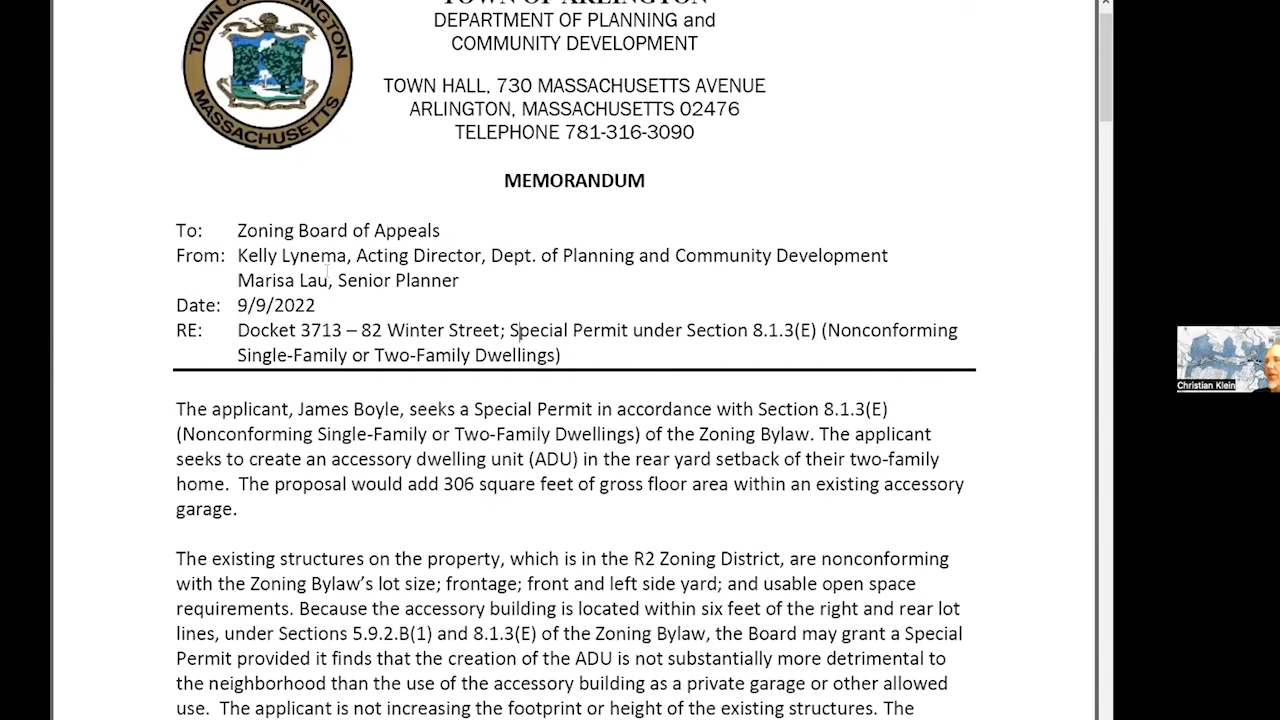 TOWN OF ARLINGTON
DEPARTMENT OF PLANNING and
COMMUNITY DEVELOPMENT
TOWN HALL, 730 MASSACHUSETTS AVENUE
ARLINGTON, MASSACHUSETTS 02476
TELEPHONE 781-316-3090
TOWN OF ARLINGTON
MASSACHUSETTS
MEMORANDUM
To: Zoning Board of Appeals
From: Kelly Lynema, Acting Director, Dept. of Planning and Community Development
Marisa Lau, Senior Planner
Date: 9/9/2022
RE: Docket 3713 – 82 Winter Street; Special Permit under Section 8.1.3(E) (Nonconforming
Single-Family or Two-Family Dwellings)
The applicant, James Boyle, seeks a Special Permit in accordance with Section 8.1.3(E)
(Nonconforming Single-Family or Two-Family Dwellings) of the Zoning Bylaw. The applicant
seeks to create an accessory dwelling unit (ADU) in the rear yard setback of their two-family
home. The proposal would add 306 square feet of gross floor area within an existing accessory
garage.
The existing structures on the property, which is in the R2 Zoning District, are nonconforming
with the Zoning Bylaw's lot size; frontage; front and left side yard; and usable open space
requirements. Because the accessory building is located within six feet of the right and rear lot
lines, under Sections 5.9.2.B(1) and 8.1.3(E) of the Zoning Bylaw, the Board may grant a Special
Permit provided it finds that the creation of the ADU is not substantially more detrimental to
the neighborhood than the use of the accessory building as a private garage or other allowed
use. The applicant is not increasing the footprint or height of the existing structures. The
Christian Klein